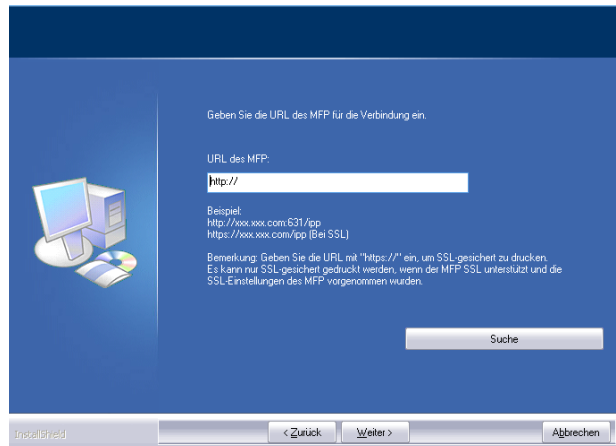 Geben Sie die URL des MFP für die Verbindung ein.
URL des MFP:
http://
Beispiel:
http://xxx.xxx.com:631/ipp
https://xxx.xxx.com/ipp (Bei SSL)
Bemerkung: Geben Sie die URL mit "https://" ein, um SSL-gesichert zu drucken.
Es kann nur SSL-gesichert gedruckt werden, wenn der MFP SSL unterstützt und die
SSL-Einstellungen des MFP vorgenommen wurden.
Suche
InstallShield
< Zurück
Weiter >
Abbrechen